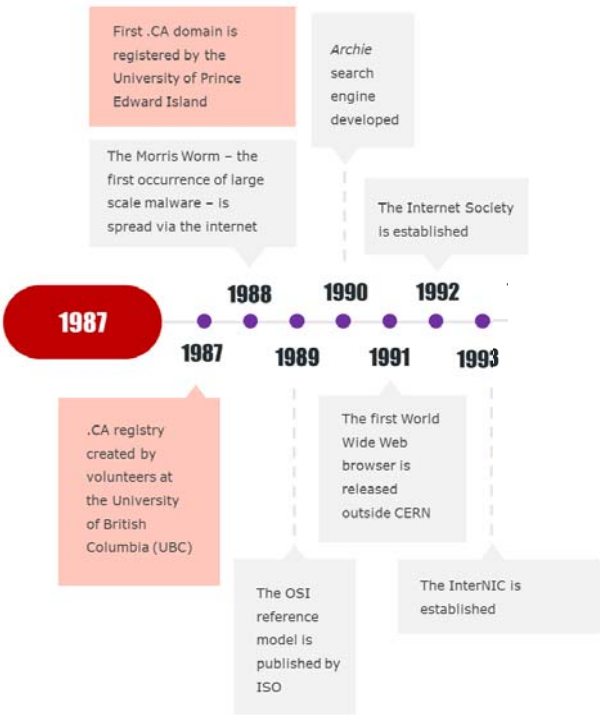 First .CA domain is
registered by the
University of Prince
Edward Island
Archie
search
engine
developed
The Morris Worm – the
first occurrence of large
scale malware – is
spread via the internet
The Internet Society
is established
1988
1990
1992
1987
1987
1989
1991
1993
.CA registry
created by
volunteers at
the University
of British
Columbia (UBC)
The first World
Wide Web
browser is
released
outside CERN
The OSI
reference
model is
published by
ISO
The InterNIC is
established